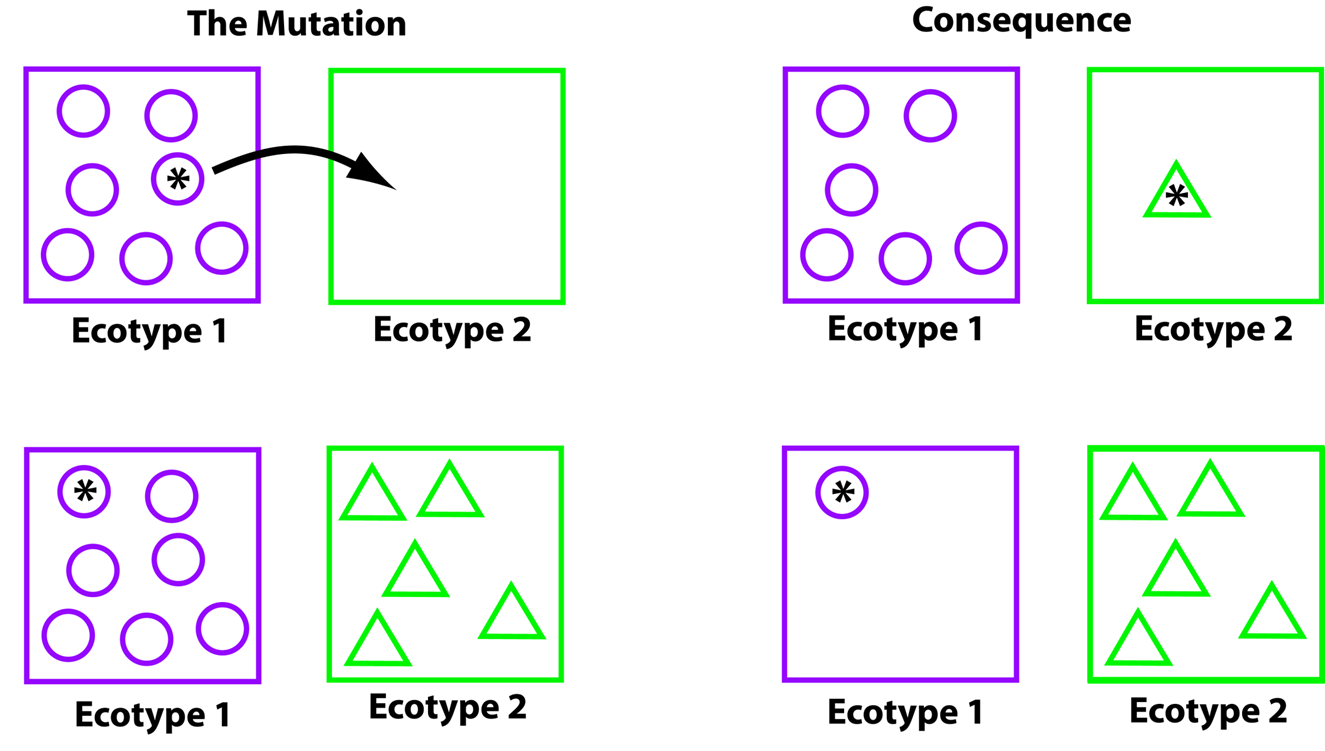 The Mutation
Consequence
*
*
Ecotype 1
Ecotype 2
Ecotype 1
Ecotype 2
*
*
Ecotype 1
Ecotype 2
Ecotype 1
Ecotype 2